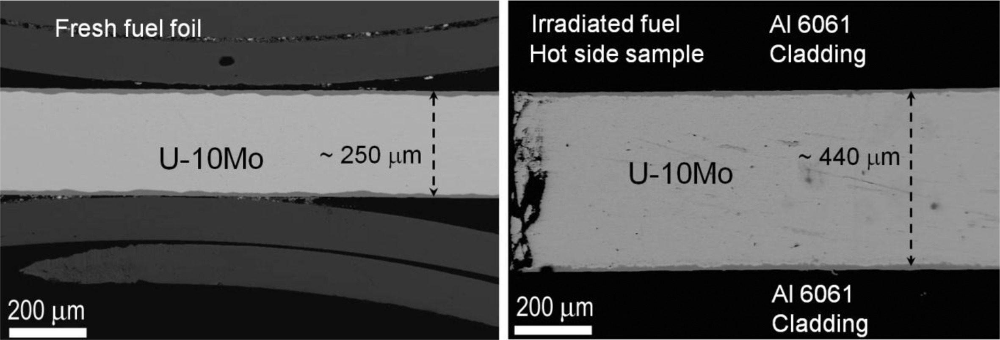 Fresh fuel foil
U-10Mo
~ 250 μm
200 μm
Irradiated fuel
Hot side sample
Al 6061
Cladding
U-10Mo
~ 440 μm
200 μm
Al 6061
Cladding